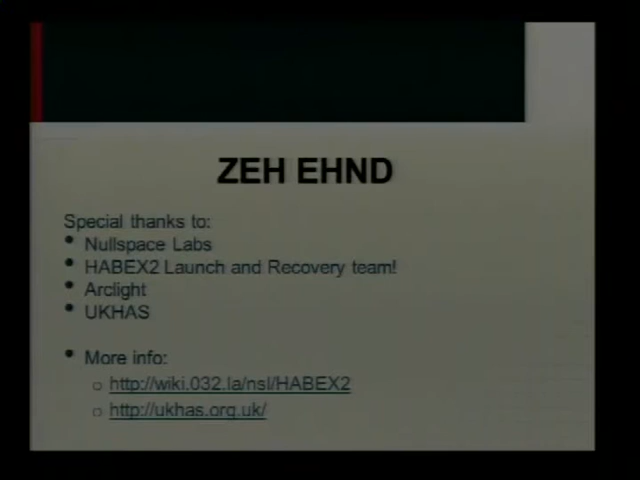 ZEH EHND
Special thanks to:
• Nullspace Labs
• HABEX2 Launch and Recovery team!
• Arclight
• UKHAS
• More info:
o http://wiki.032.la/nsl/HABEX2
o http://ukhas.org.uk/